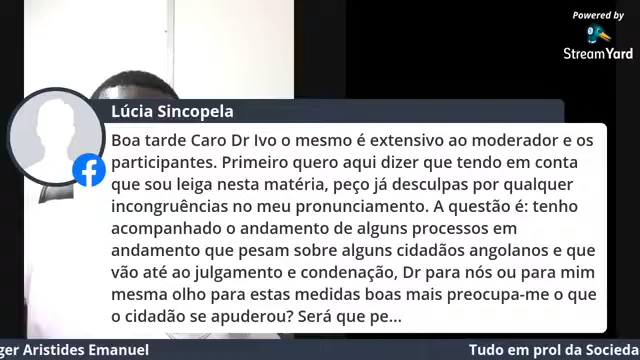 Powered by
StreamYard
Lúcia Sincopela
Boa tarde Caro Dr Ivo o mesmo é extensivo ao moderador e os
participantes. Primeiro quero aqui dizer que tendo em conta
que sou leiga nesta matéria, peço já desculpas por qualquer
incongruências no meu pronunciamento. A questão é: tenho
acompanhado o andamento de alguns processos em
andamento que pesam sobre alguns cidadãos angolanos e que
vão até ao julgamento e condenação, Dr para nós ou para mim
mesma olho para estas medidas boas mais preocupa-me o que
o cidadão se apuderou? Será que pe...
ger Aristides Emanuel
Tudo em prol da Socieda